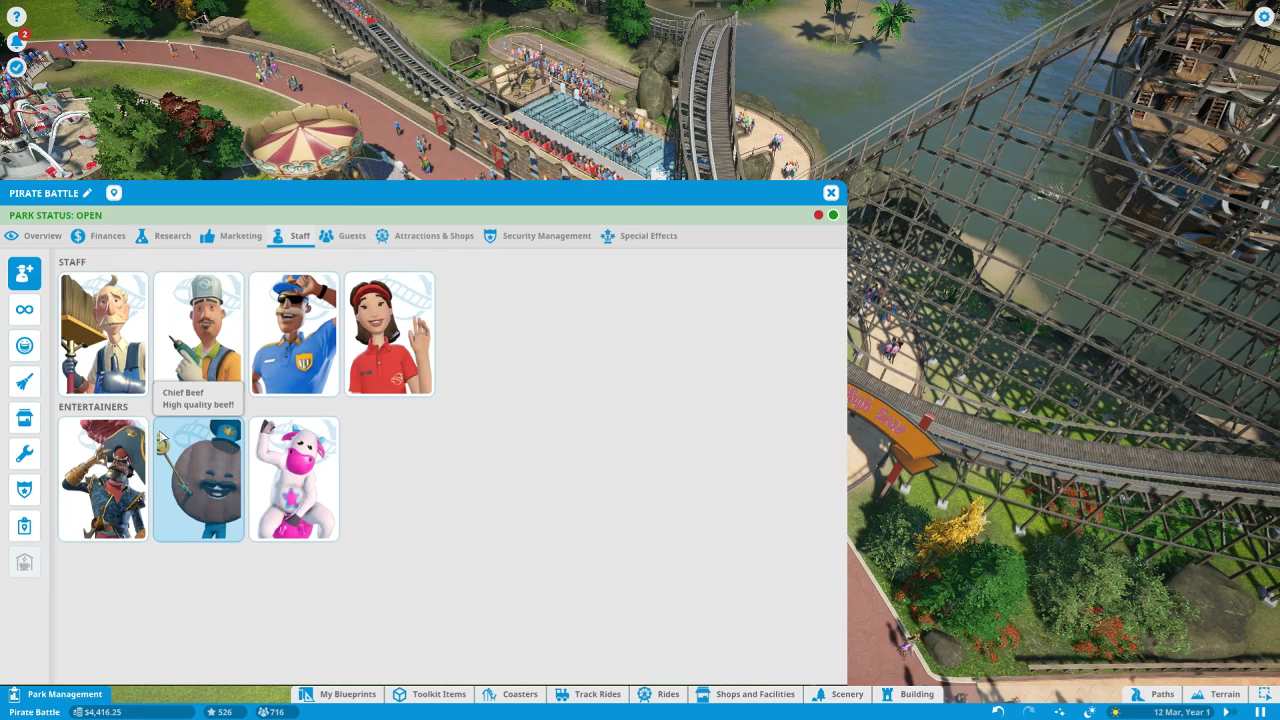 ?
2
PIRATE BATTLE
PARK STATUS: OPEN
Overview
Finances
Research
Marketing
Staff
Guests
Attractions & Shops
Security Management
Special Effects
STAFF
Chief Beef
High quality beef!
ENTERTAINERS
Park Management
My Blueprints
Toolkit Items
Coasters
Track Rides
Rides
Shops and Facilities
Scenery
Building
Paths
Terrain
Pirate Battle
$4,416.25
526
716
12 Mar, Year 1